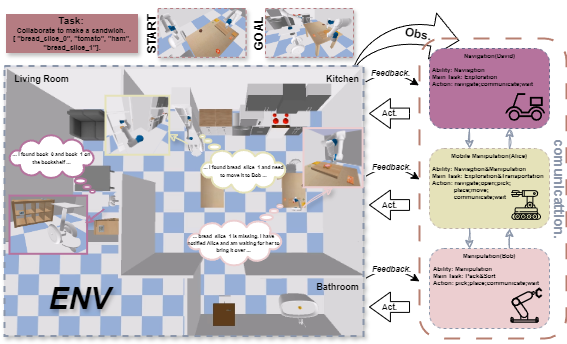 Task:
Collaborate to make a sandwich.
["bread_slice_0", "tomato", "ham",
"bread_slice_1"].
START
GOAL
Obs.
Living Room
Kitchen
Bathroom
ENV
... I found book_0 and book_1 on
the bookshelf ...
... I found bread_slice_1 and need
to move it to Bob ...
... bread_slice_1 is missing. I have
notified Alice and am waiting for her to
bring it over ...
Feedback.
Act.
Feedback.
Act.
Feedback.
Act.
Navigation(David)
Ability: Navigation
Main Task: Exploration
Action: navigate;communicate;wait
Mobile Manipulation(Alice)
Ability: Navigation&Manipulation
Main Task: Exploration&Transportation
Action: navigate;open;pick;
place;move;
communicate;wait
Manipulation(Bob)
Ability: Manipulation
Main Task: Pack&Sort
Action: pick;place;communicate;wait
comunicattion.